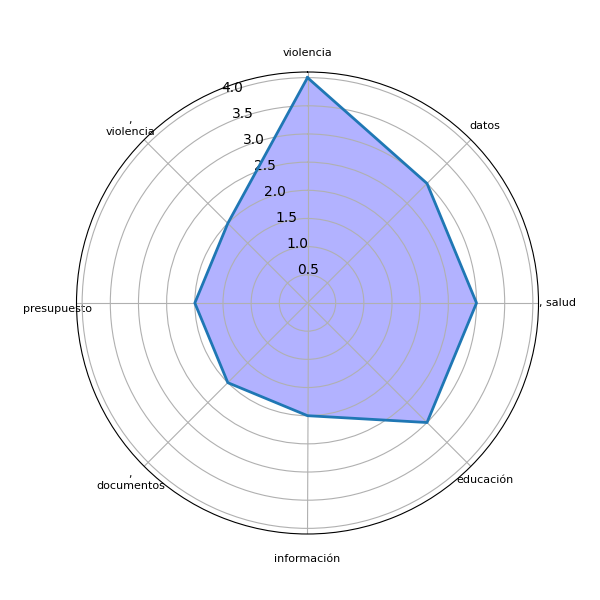 violencia
4.0
,
violencia
datos
3.5
3.0
2.5
2.0
1.5
1.0
0.5
presupuesto
, salud
,
documentos
educación
información